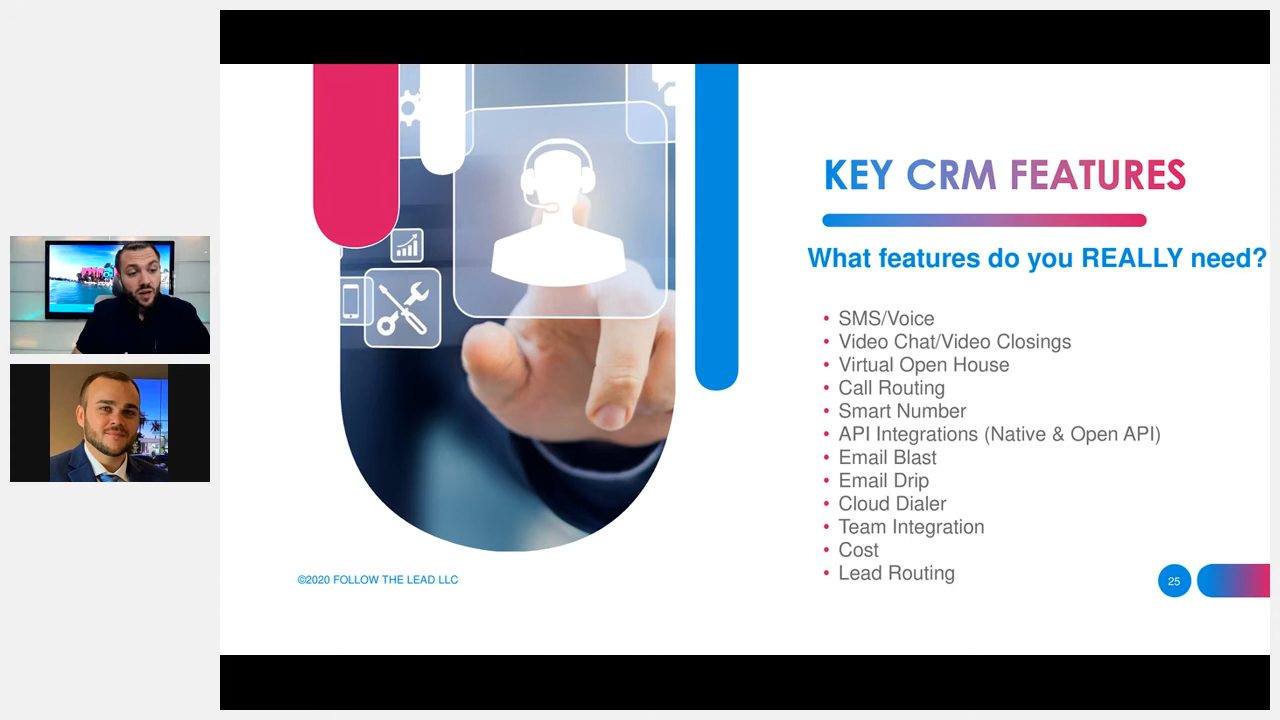 KEY CRM FEATURES
What features do you REALLY need?
• SMS/Voice
• Video Chat/Video Closings
• Virtual Open House
• Call Routing
• Smart Number
• API Integrations (Native & Open API)
• Email Blast
• Email Drip
• Cloud Dialer
• Team Integration
• Cost
• Lead Routing
©2020 FOLLOW THE LEAD LLC
25